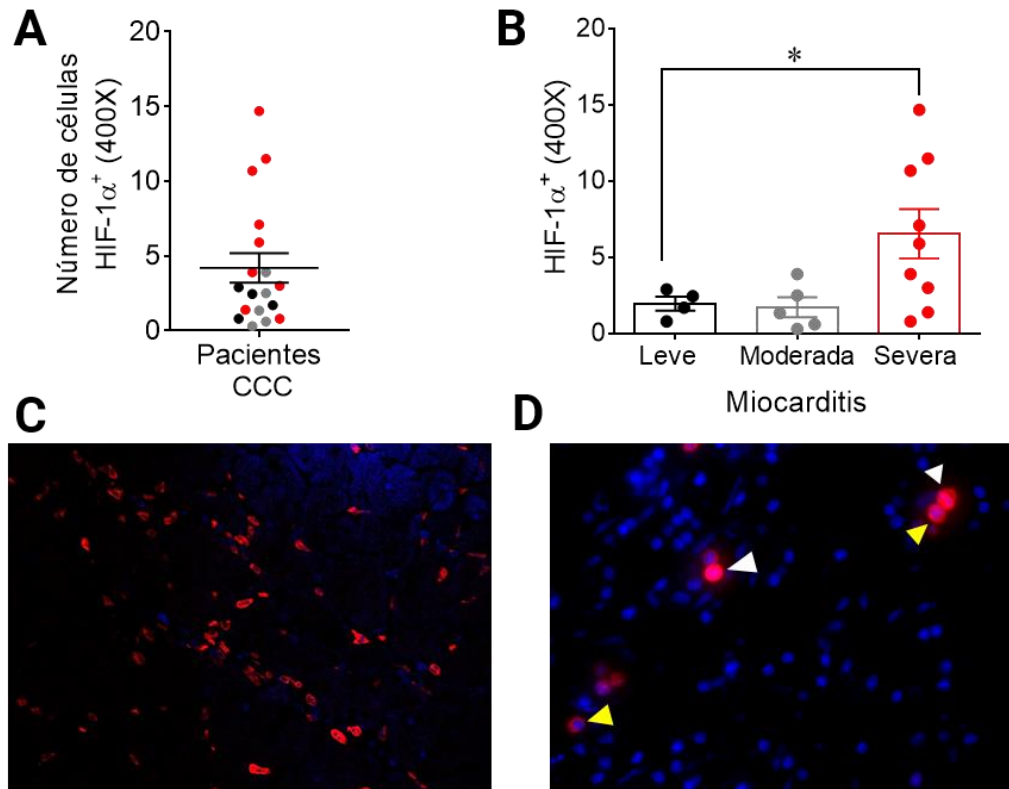 A
Número de células
HIF-1α⁺ (400X)
20
15
10
5
0
Pacientes
CCC
B
HIF-1α⁺ (400X)
20
15
10
5
0
*
Leve
Moderada
Severa
Miocarditis
C
D